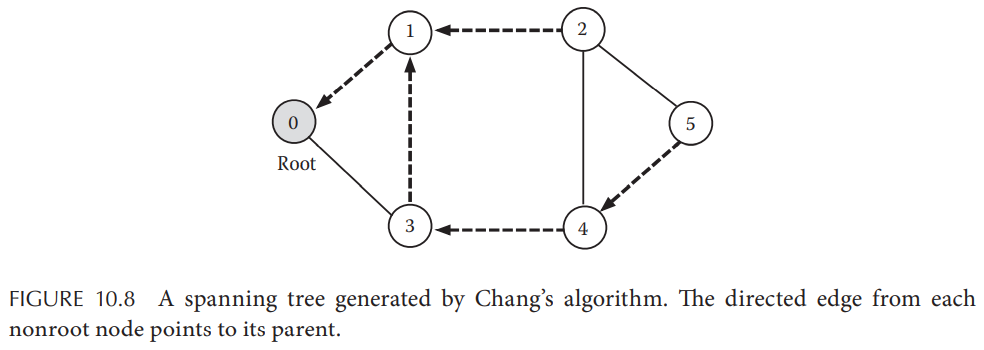 1
2
0
5
Root
3
4
FIGURE 10.8 A spanning tree generated by Chang’s algorithm. The directed edge from each
nonroot node points to its parent.